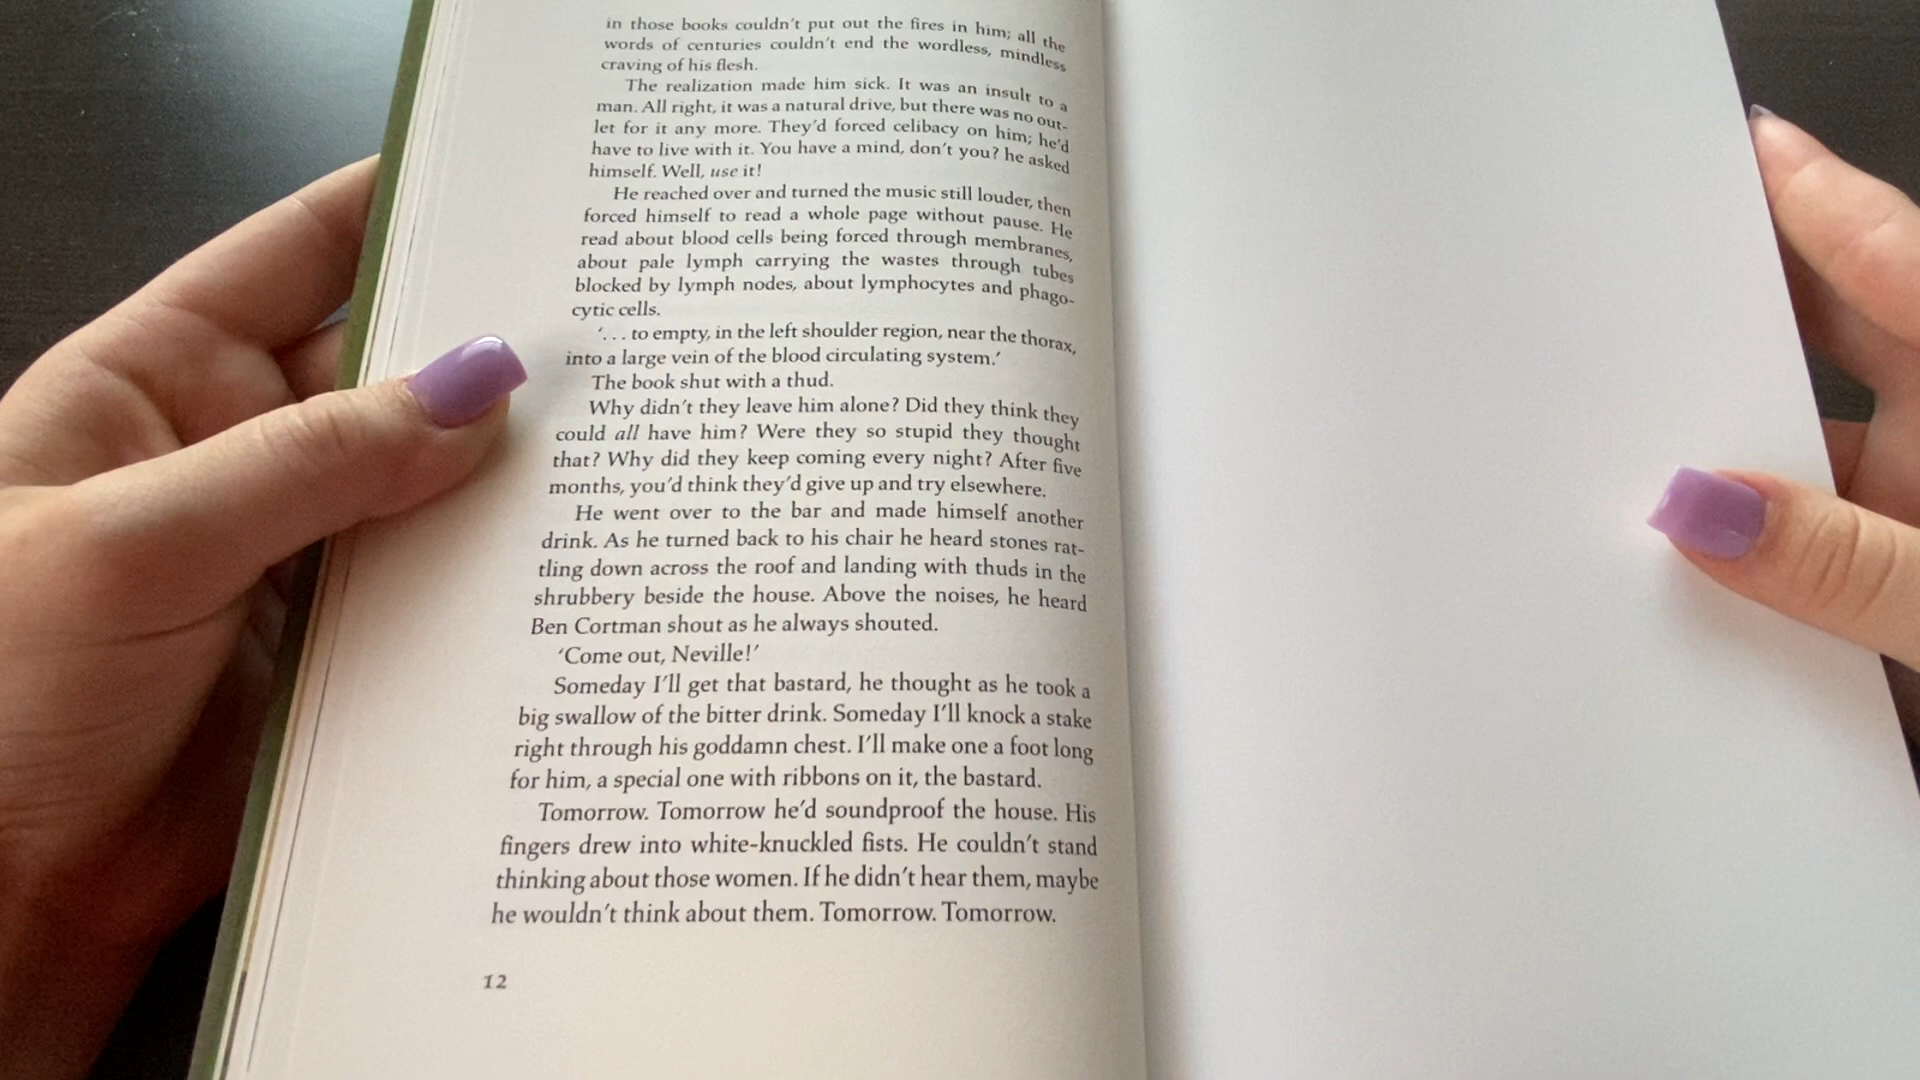 in those books couldn't put out the fires in him; all the
words of centuries couldn't end the wordless, mindless
craving of his flesh.
The realization made him sick. It was an insult to a
man. All right, it was a natural drive, but there was no out-
let for it any more. They'd forced celibacy on him; he'd
have to live with it. You have a mind, don't you? he asked
himself. Well, use it!
He reached over and turned the music still louder, then
forced himself to read a whole page without pause. He
read about blood cells being forced through membranes,
about pale lymph carrying the wastes through tubes
blocked by lymph nodes, about lymphocytes and phago-
cytic cells.
'. . . to empty, in the left shoulder region, near the thorax,
into a large vein of the blood circulating system.'
The book shut with a thud.
Why didn't they leave him alone? Did they think they
could all have him? Were they so stupid they thought
that? Why did they keep coming every night? After five
months, you'd think they'd give up and try elsewhere.
He went over to the bar and made himself another
drink. As he turned back to his chair he heard stones rat-
tling down across the roof and landing with thuds in the
shrubbery beside the house. Above the noises, he heard
Ben Cortman shout as he always shouted.
'Come out, Neville!'
Someday I'll get that bastard, he thought as he took a
big swallow of the bitter drink. Someday I'll knock a stake
right through his goddamn chest. I'll make one a foot long
for him, a special one with ribbons on it, the bastard.
Tomorrow. Tomorrow he'd soundproof the house. His
fingers drew into white-knuckled fists. He couldn't stand
thinking about those women. If he didn't hear them, maybe
he wouldn't think about them. Tomorrow. Tomorrow.
12